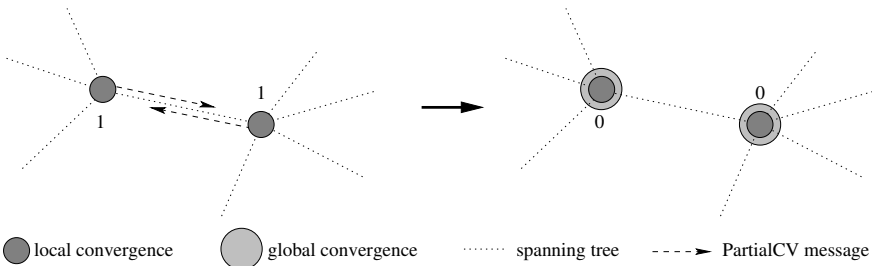 1
1
0
0
local convergence
global convergence
spanning tree
PartialCV message